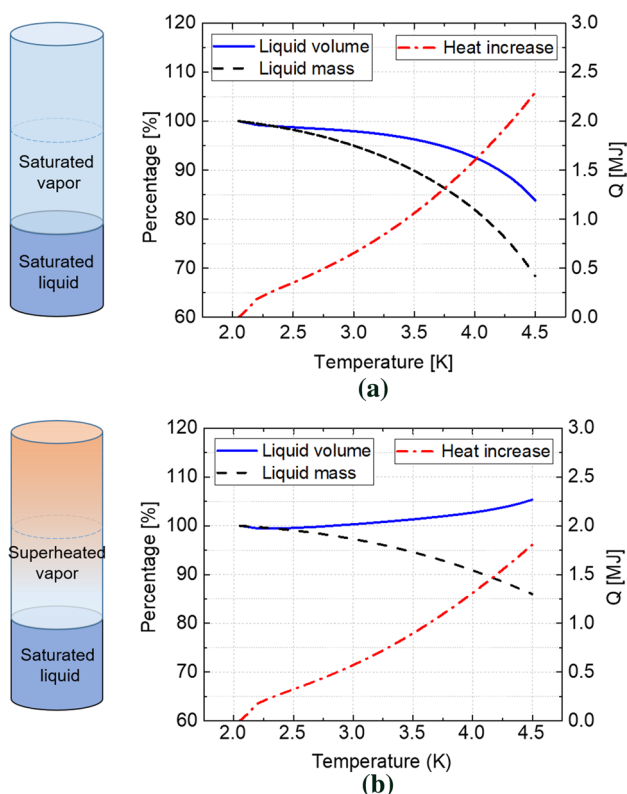 Saturated
vapor
Saturated
liquid
120
110
100
90
80
70
60
Percentage [%]
Liquid volume
Liquid mass
Heat increase
3.0
2.5
2.0
1.5
1.0
0.5
0.0
Q [MJ]
2.0 2.5 3.0 3.5 4.0 4.5
Temperature [K]
(a)
Superheated
vapor
Saturated
liquid
120
110
100
90
80
70
60
Percentage [%]
Liquid volume
Liquid mass
Heat increase
3.0
2.5
2.0
1.5
1.0
0.5
0.0
Q [MJ]
2.0 2.5 3.0 3.5 4.0 4.5
Temperature (K)
(b)